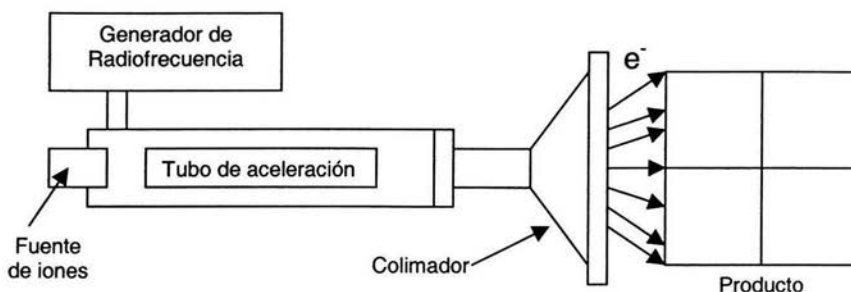 Generador de
Radiofrecuencia
e-
Tubo de aceleración
Fuente
de iones
Colimador
Producto